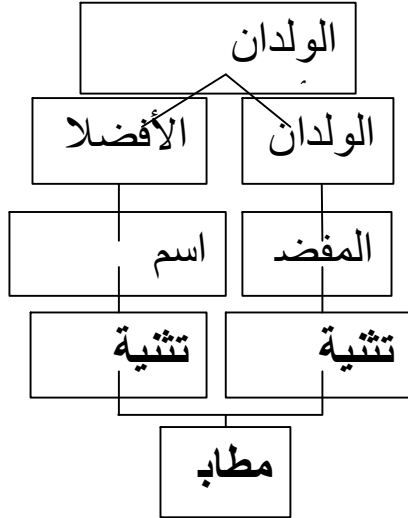 الولدان
الولدان الأفضلا
المفضـ اسم
تثنية تثنية
مطابـ